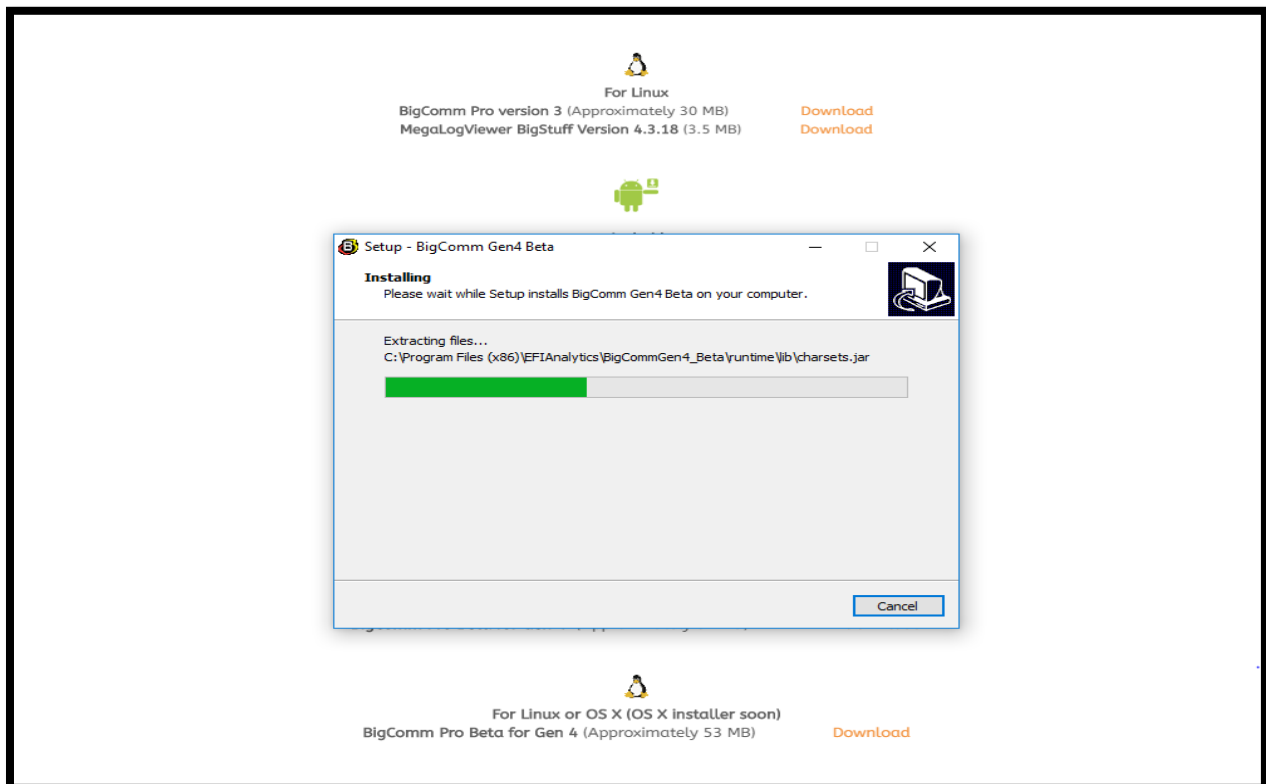 For Linux
BigComm Pro version 3 (Approximately 30 MB) Download
MegaLogViewer BigStuff Version 4.3.18 (3.5 MB) Download
Setup - BigComm Gen4 Beta
Installing
Please wait while Setup installs BigComm Gen4 Beta on your computer.
Extracting files...
C:\Program Files (x86)\EFIAnalytics\BigCommGen4_Beta\runtime\lib\charsets.jar
Cancel
For Linux or OS X (OS X installer soon)
BigComm Pro Beta for Gen 4 (Approximately 53 MB) Download